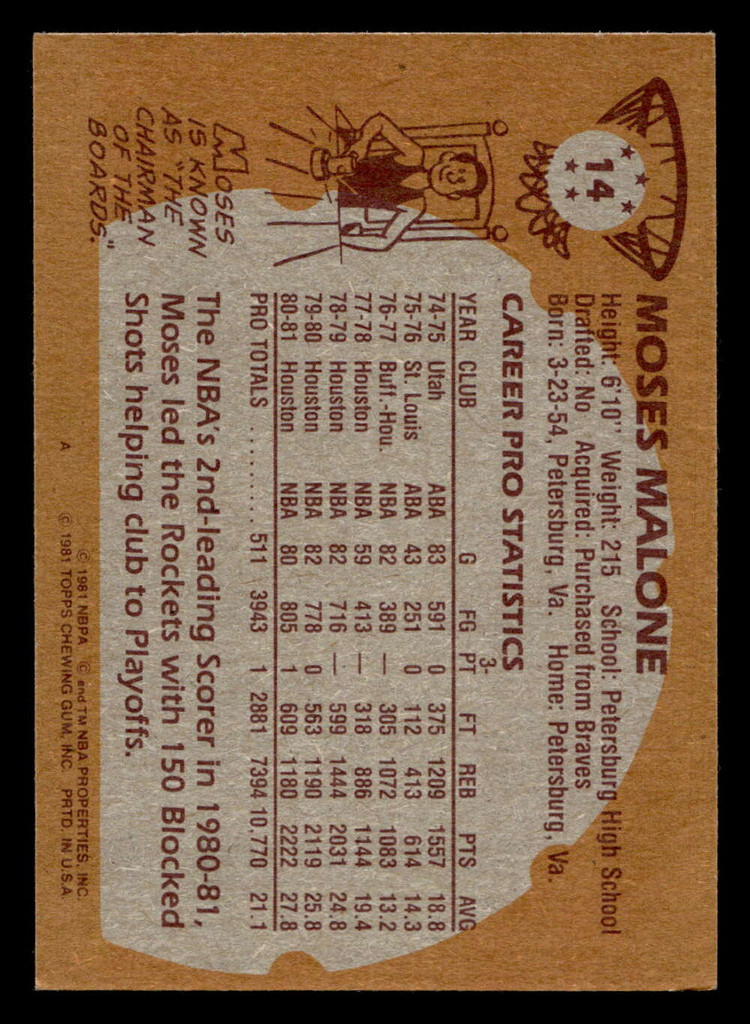 14
MOSES MALONE
Height: 6'10" Weight: 215 School: Petersburg High School
Drafted: No Acquired: Purchased from Braves
Born: 3-23-54, Petersburg, Va. Home: Petersburg, Va.
CAREER PRO STATISTICS
YEAR CLUB G FG 3-PT FT REB PTS AVG
74-75 Utah ABA 83 591 0 375 1209 1557 18.8
75-76 St. Louis ABA 43 251 0 112 413 614 14.3
76-77 Buff.-Hou. NBA 82 389 — 305 1072 1083 13.2
77-78 Houston NBA 59 413 — 318 886 1144 19.4
78-79 Houston NBA 82 716 — 599 1444 2031 24.8
79-80 Houston NBA 82 778 0 563 1190 2119 25.8
80-81 Houston NBA 80 805 1 609 1180 2222 27.8
PRO TOTALS .......... 511 3943 1 2881 7394 10,770 21.1
MOSES
IS KNOWN
AS "THE
CHAIRMAN
OF THE
BOARDS."
The NBA's 2nd-leading Scorer in 1980-81,
Moses led the Rockets with 150 Blocked
Shots helping club to Playoffs.
A
© 1981 NBPA. © and TM NBA PROPERTIES, INC.
© 1981 TOPPS CHEWING GUM, INC. PRTD. IN U.S.A.